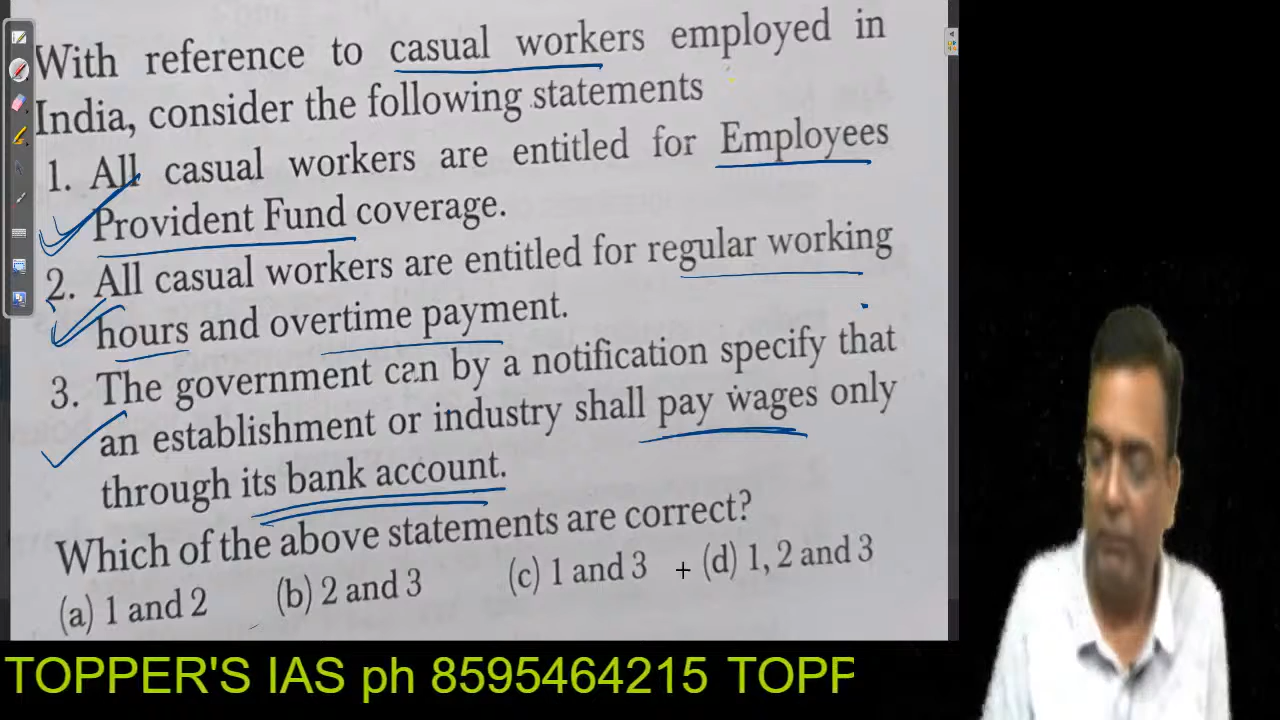 With reference to casual workers employed in
India, consider the following statements
1. All casual workers are entitled for Employees
Provident Fund coverage.
2. All casual workers are entitled for regular working
hours and overtime payment.
3. The government can by a notification specify that
an establishment or industry shall pay wages only
through its bank account.
Which of the above statements are correct?
(a) 1 and 2 (b) 2 and 3 (c) 1 and 3 (d) 1, 2 and 3
TOPPER'S IAS ph 8595464215 TOPP